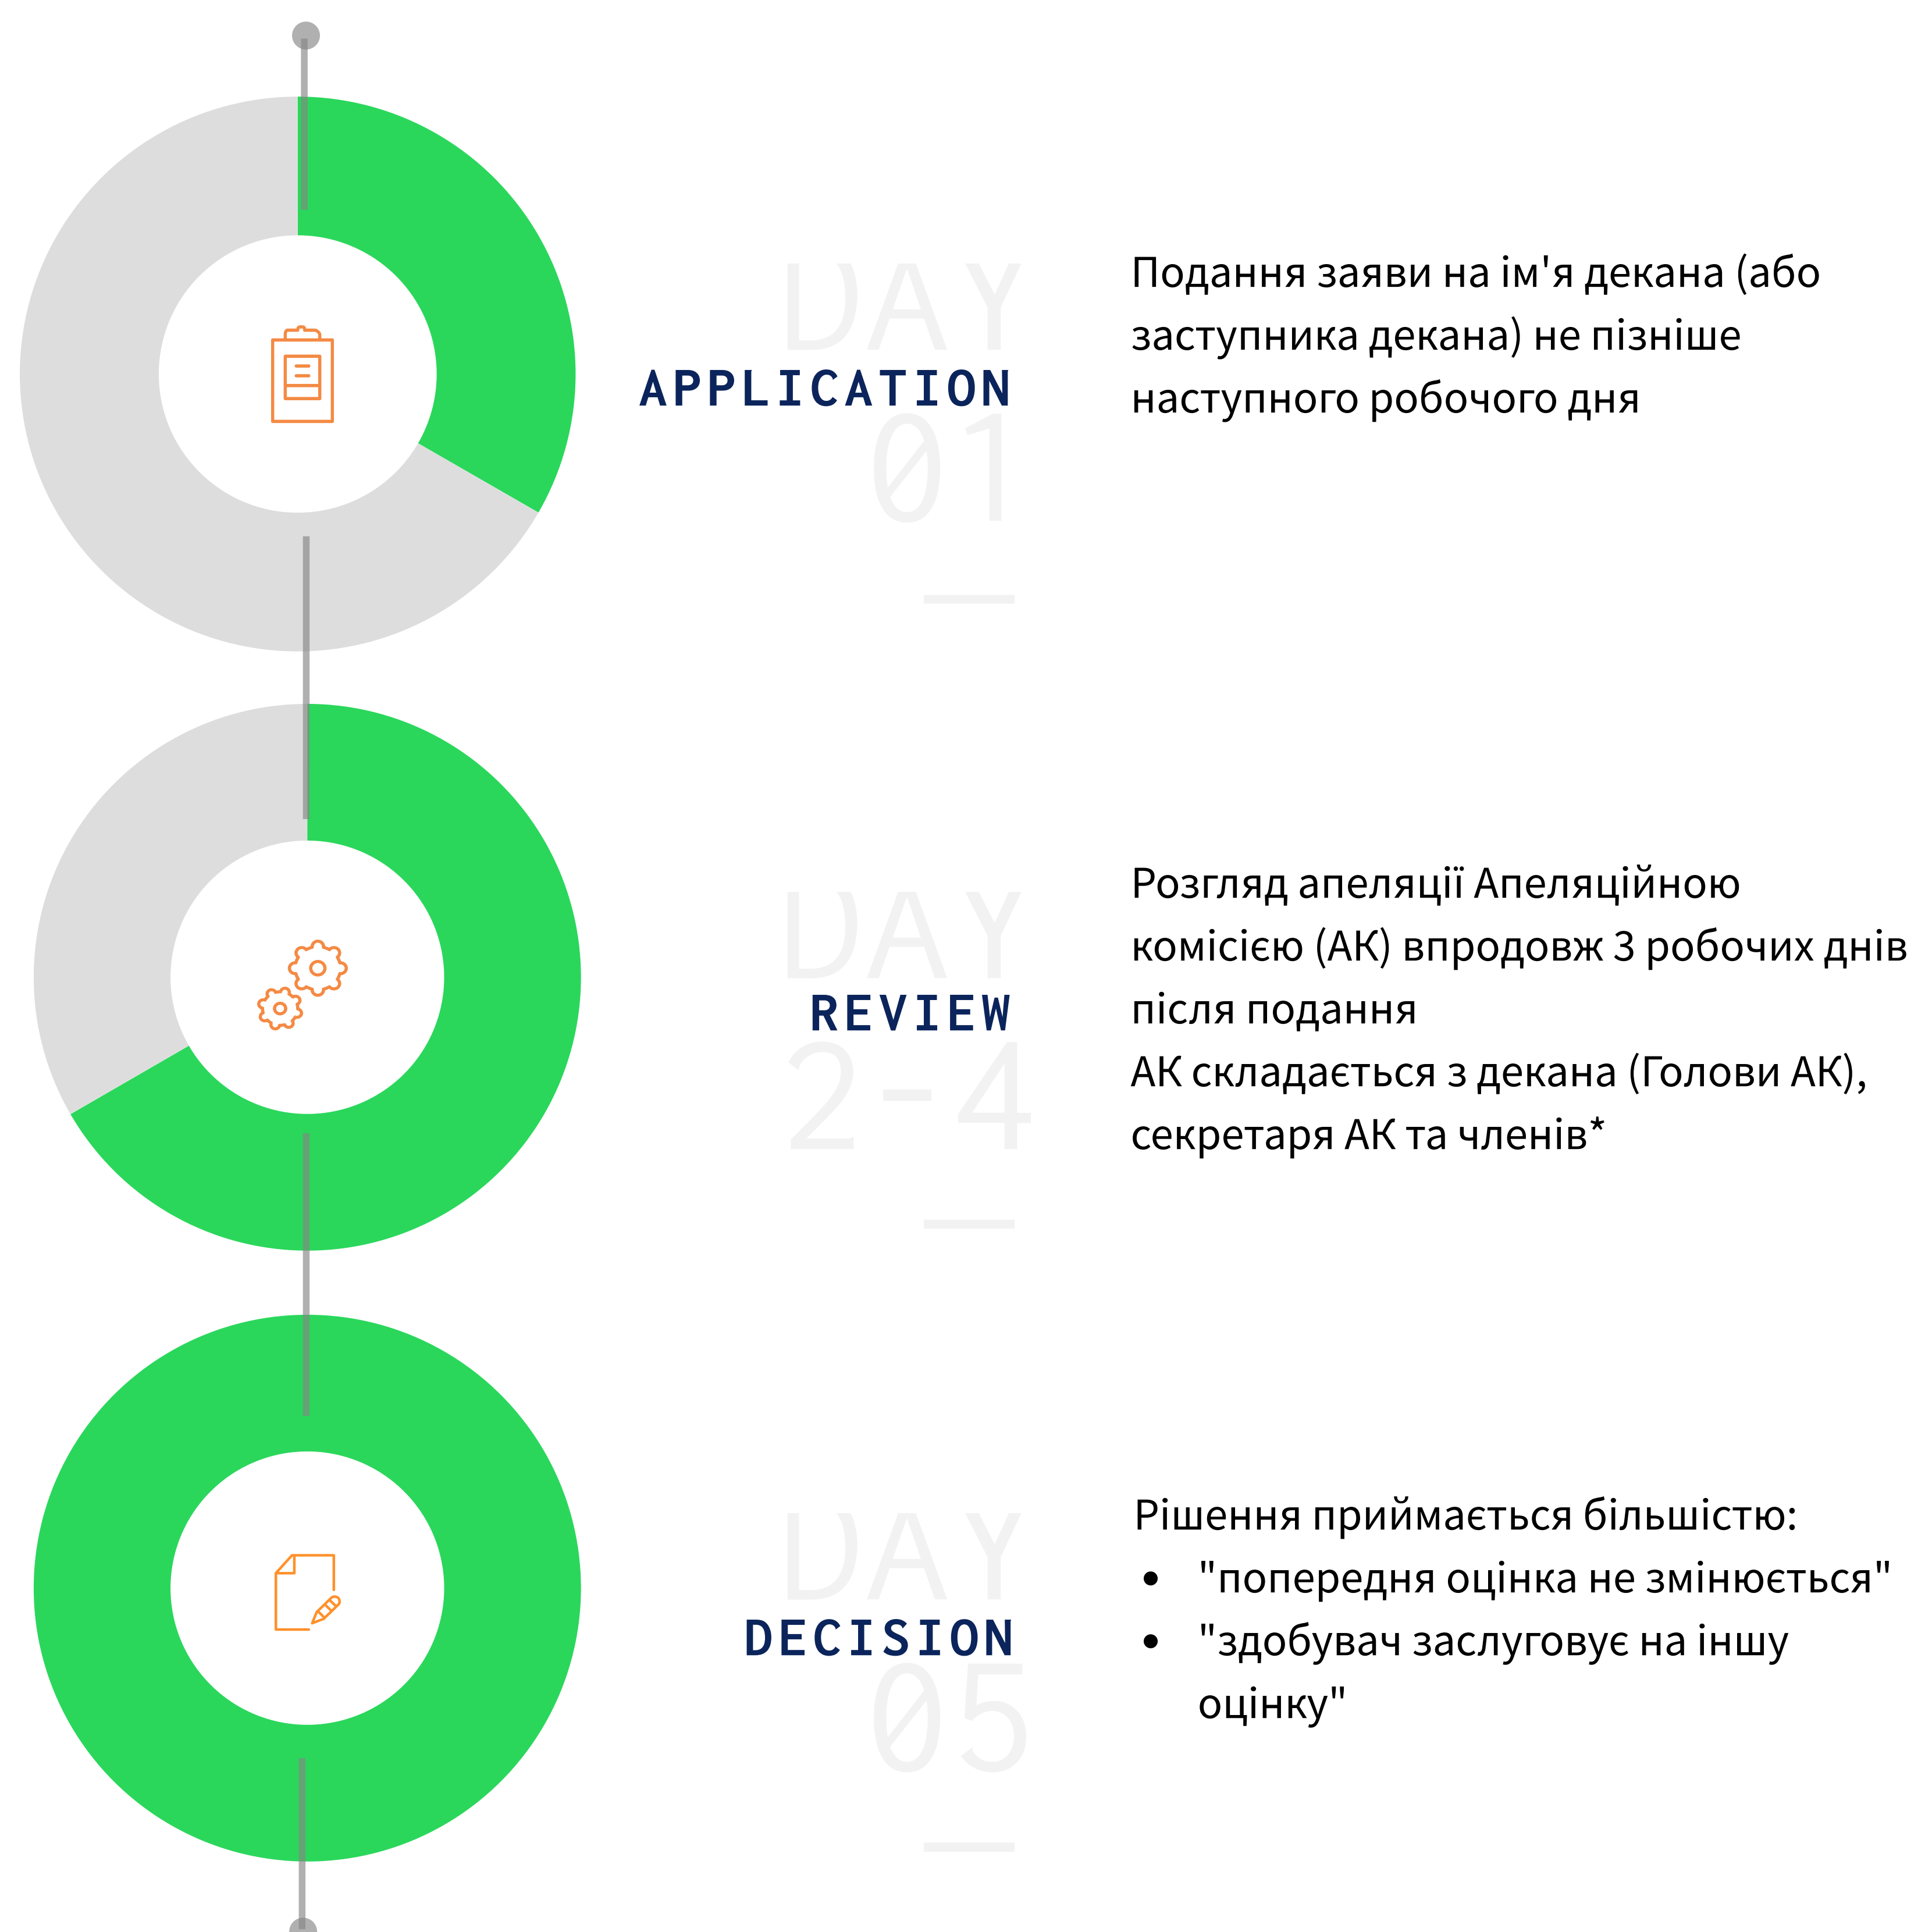 DAY
APPLICATION
01
Подання заяви на ім'я декана (або
заступника декана) не пізніше
наступного робочого дня
DAY
REVIEW
2-4
Розгляд апеляції Апеляційною
комісією (АК) впродовж 3 робочих днів
після подання
АК складається з декана (Голови АК),
секретаря АК та членів*
DAY
DECISION
05
Рішення приймається більшістю:
• "попередня оцінка не змінюється"
• "здобувач заслуговує на іншу
оцінку"